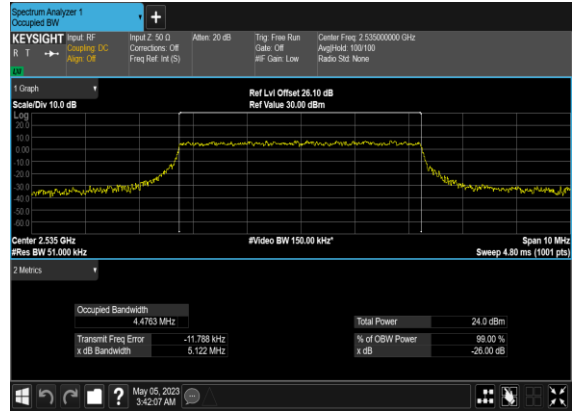 Spectrum Analyzer 1
Occupied BW
+
KEYSIGHT Input: RF Input Z: 50 Ω Atten: 20 dB Trig: Free Run Center Freq: 2.535000000 GHz
R T Coupling: DC Corrections: Off Gate: Off Avg|Hold: 100/100
Align: Off Freq Ref: Int (S) #IF Gain: Low Radio Std: None
1 Graph
Ref Lvl Offset 26.10 dB
Scale/Div 10.0 dB Ref Value 30.00 dBm
Log
20.0
10.0
0.00
-10.0
-20.0
-30.0
-40.0
-50.0
-60.0
Center 2.535 GHz #Video BW 150.00 kHz* Span 10 MHz
#Res BW 51.000 kHz Sweep 4.80 ms (1001 pts)
2 Metrics
Occupied Bandwidth
4.4763 MHz Total Power 24.0 dBm
Transmit Freq Error -11.788 kHz % of OBW Power 99.00 %
x dB Bandwidth 5.122 MHz x dB -26.00 dB
? May 05, 2023
3:42:07 AM